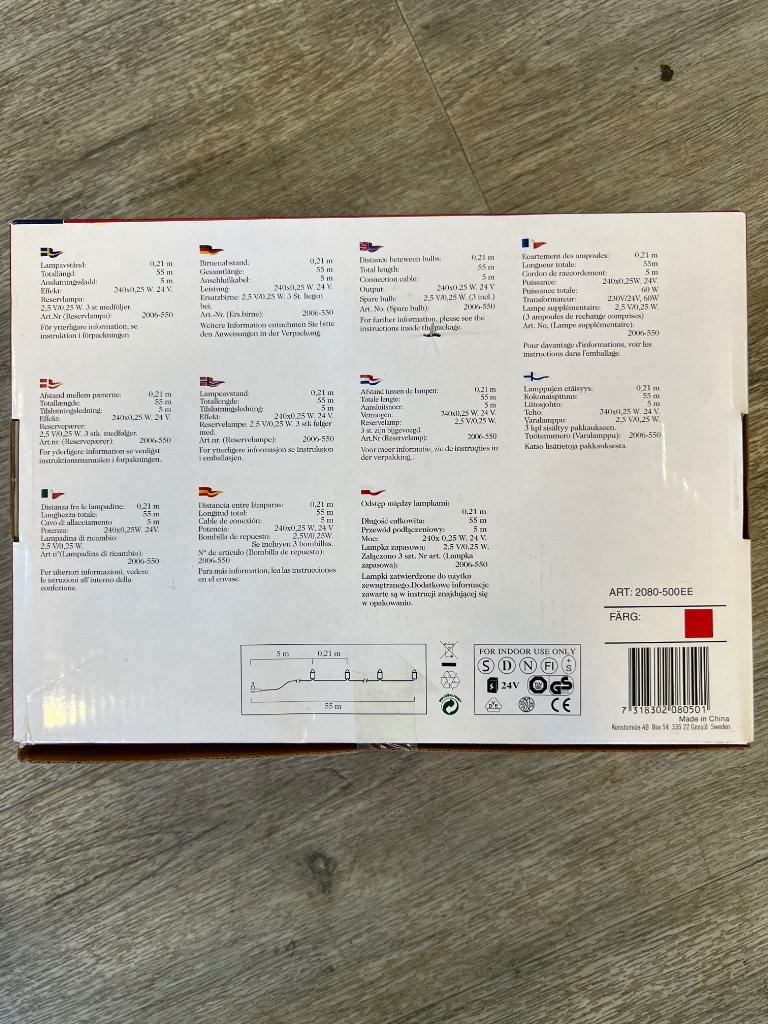 Lampavstånd: 0,21 m
Totallängd: 55 m
Anslutningssladd: 5 m
Effekt: 240x0,25 W. 24 V.
Reservlampa:
2,5 V/0,25 W. 3 st medföljer.
Art.Nr (Reservlampa): 2006-550
För ytterligare information, se
instruktion i förpackningen
Birnenabstand: 0,21 m
Gesamtlänge: 55 m
Anschlußkabel: 5 m
Leistung: 240x0,25 W. 24 V.
Ersatzbirne: 2,5 V/0,25 W. 3 St. liegen
bei.
Art.-Nr. (Ers.birne): 2006-550
Weitere Information entnehmen Sie bitte
den Anweisungen in der Verpackung.
Distance beteween bulbs: 0,21 m
Total length: 55 m
Connection cable: 5 m
Output: 240x0,25 W. 24 V
Spare bulb: 2,5 V/0,25 W. (3 incl.)
Art. No. (Spare bulb): 2006-550
For further information, please see the
instructions inside the package.
Ecartement des ampoules: 0,21 m
Longueur totale: 55m
Cordon de raccordement: 5 m
Puissance: 240x0,25W. 24V.
Puissance totale: 60 W
Transformateur: 230V/24V, 60W
Lampe supplémentaire: 2,5 V/0,25W.
(3 ampoules de rechange comprises)
Art. No, (Lampe supplémentaire):
2006-550
Pour davantage d'informations, voir les
instructions dans l'emballage.
Afstand mellem pærerne: 0,21 m
Totallængde: 55 m
Tilslutningsledning: 5 m
Effekt: 240x0,25 W. 24 V.
Reservepærer:
2,5 V/0,25 W. 3 stk. medfølger.
Art.nr. (Reservepærer): 2006-550
For yderligere information se venligst
instruktionsmanualen i forpakningen.
Lampeavstand: 0,21 m
Totallengde: 55 m
Tilslutningsledning: 5 m
Effekt: 240x0,25 W. 24 V.
Reservelampe: 2,5 V/0,25 W. 3 stk følger
med.
Art.nr. (Reservelampe): 2006-550
For ytterligere informasjon se instruksjon
i emballasjen.
Afstand tussen de lampen: 0,21 m
Totale lengte: 55 m
Aansluitsnoer: 5 m
Vermogen: 240x0,25 W. 24 V
Reservelamp: 2,5 V/0,25 W.
3 st. zijn bijgevoegd.
Art.Nr (Reservelamp): 2006-550
Voor meer informatie, zie de instructies in
de verpakking.
Lamppujen etäisyys: 0,21 m
Kokonaispituus: 55 m
Liitosjohto: 5 m
Teho: 240x0,25 W. 24 V.
Varalamppu: 2,5 V/0,25 W.
3 kpl sisältyy pakkaukseen.
Tuotenumero (Varalamppu): 2006-550
Katso lisätietoja pakkauksesta.
Distanza fra le lampadine: 0,21 m
Lunghezza totale: 55 m
Cavo di allacciamento 5 m
Potenza: 240x0,25W. 24 V
Lampadina di ricambio:
2,5 V/0,25 W.
Art n°(Lampadina di ricambio):
2006-550
Per ulteriori informazioni, vedere
le istruzioni all'interno della
confezione.
Distancia entre lámparas: 0,21 m
Longitud total: 55 m
Cable de conexión: 5 m
Potencia: 240x0,25 W, 24 V
Bombilla de repuesto: 2,5V/0,25W.
Se incluyen 3 bombillas.
N° de artículo (Bombilla de repuesto):
2006-550
Para más information, lea las instrucciones
en el envase.
Odstęp między lampkami:
0,21 m
Długość całkowita: 55 m
Przewód podłączeniowy: 5 m
Moc: 240x 0,25 W, 24 V
Lampka zapasowa: 2,5 V/0,25 W.
Załączono 3 szt. Nr art. (Lampka
zapasowa): 2006-550
Lampki zatwierdzone do użytku
zewnętrznego.Dodatkowe informacje
zawarte są w instrucji znajdującej się
w opakowaniu.
ART: 2080-500EE
FÄRG:
5 m 0,21 m
55 m
FOR INDOOR USE ONLY
S D N FI +S
24V GS
DVE CE
7 318302 080501
Made in China
Konstsmide AB Box 54 335 22 Gnosjö Sweden